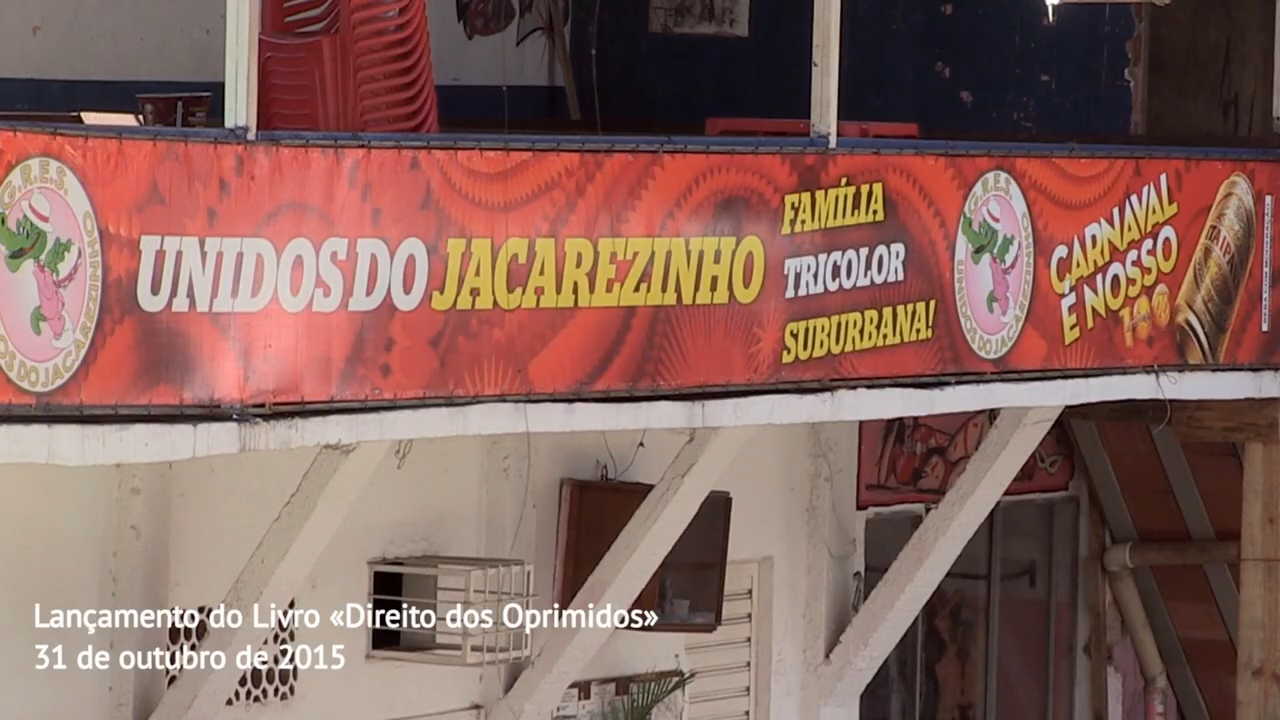 G.R.E.S.
UNIDOS DO JACAREZINHO
UNIDOS DO JACAREZINHO
FAMÍLIA
TRICOLOR
SUBURBANA!
G.R.E.S.
UNIDOS DO JACAREZINHO
CARNAVAL
É NOSSO
100%
Lançamento do Livro «Direito dos Oprimidos»
31 de outubro de 2015